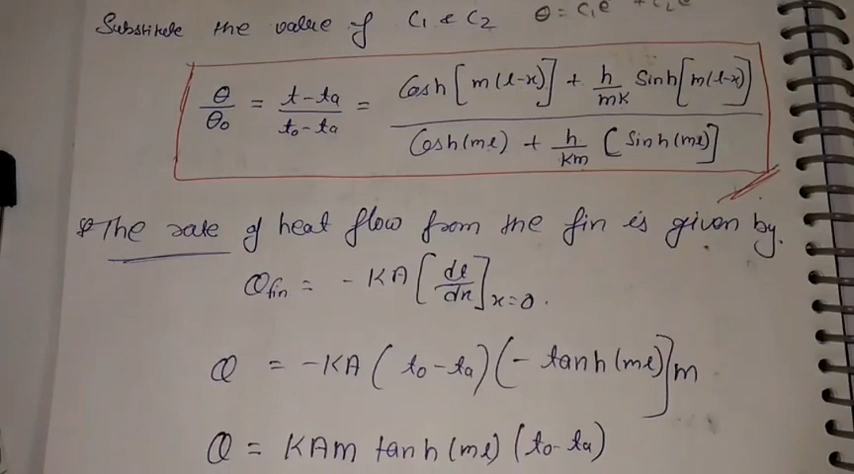 Substitute the value of C1 & C2 θ = C1e + C2e
θ/θ0 = t-ta/t0-ta = Cosh[m(l-x)] + h/mK Sinh[m(l-x)] / Cosh(ml) + h/Km [Sinh(ml)]
* The rate of heat flow from the fin is given by.
Qfin = -KA [dt/dx]x=0.
Q = -KA (t0-ta)(-tanh(ml)]m
Q = KAm tanh(ml) (t0-ta)